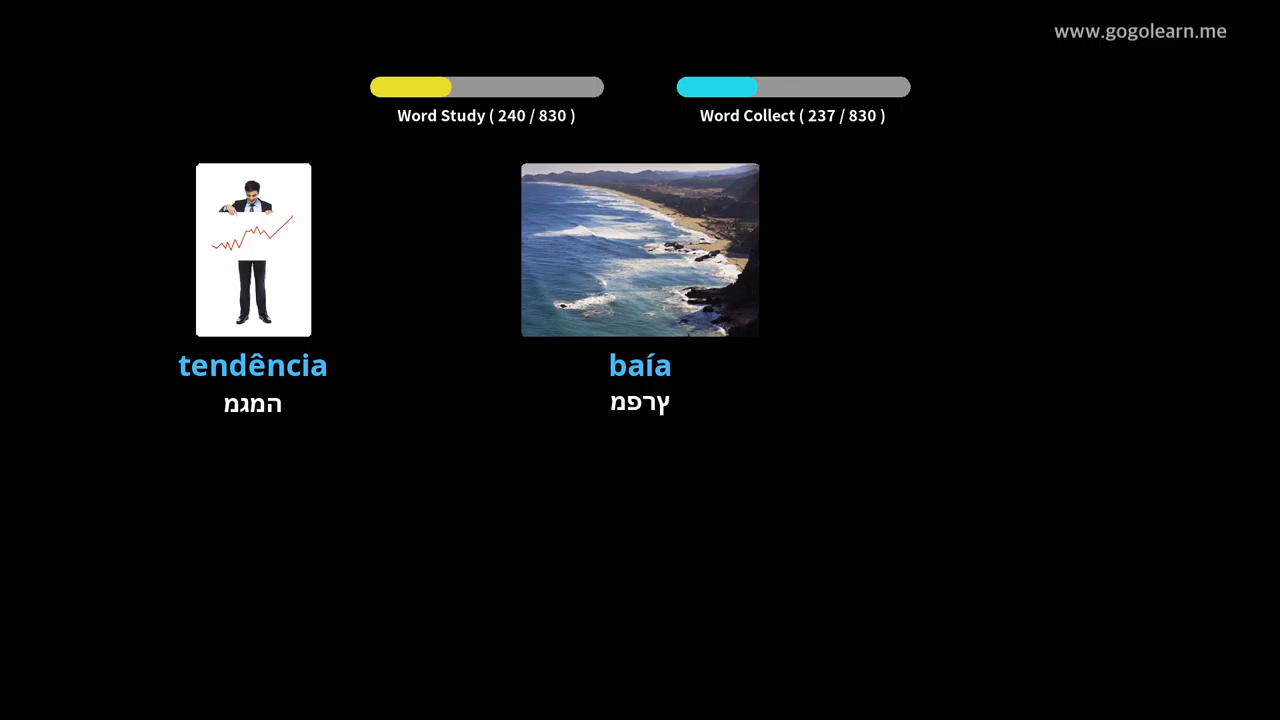 www.gogolearn.me
Word Study ( 240 / 830 )
Word Collect ( 237 / 830 )
tendência
המגמ
baía
ץרפמ